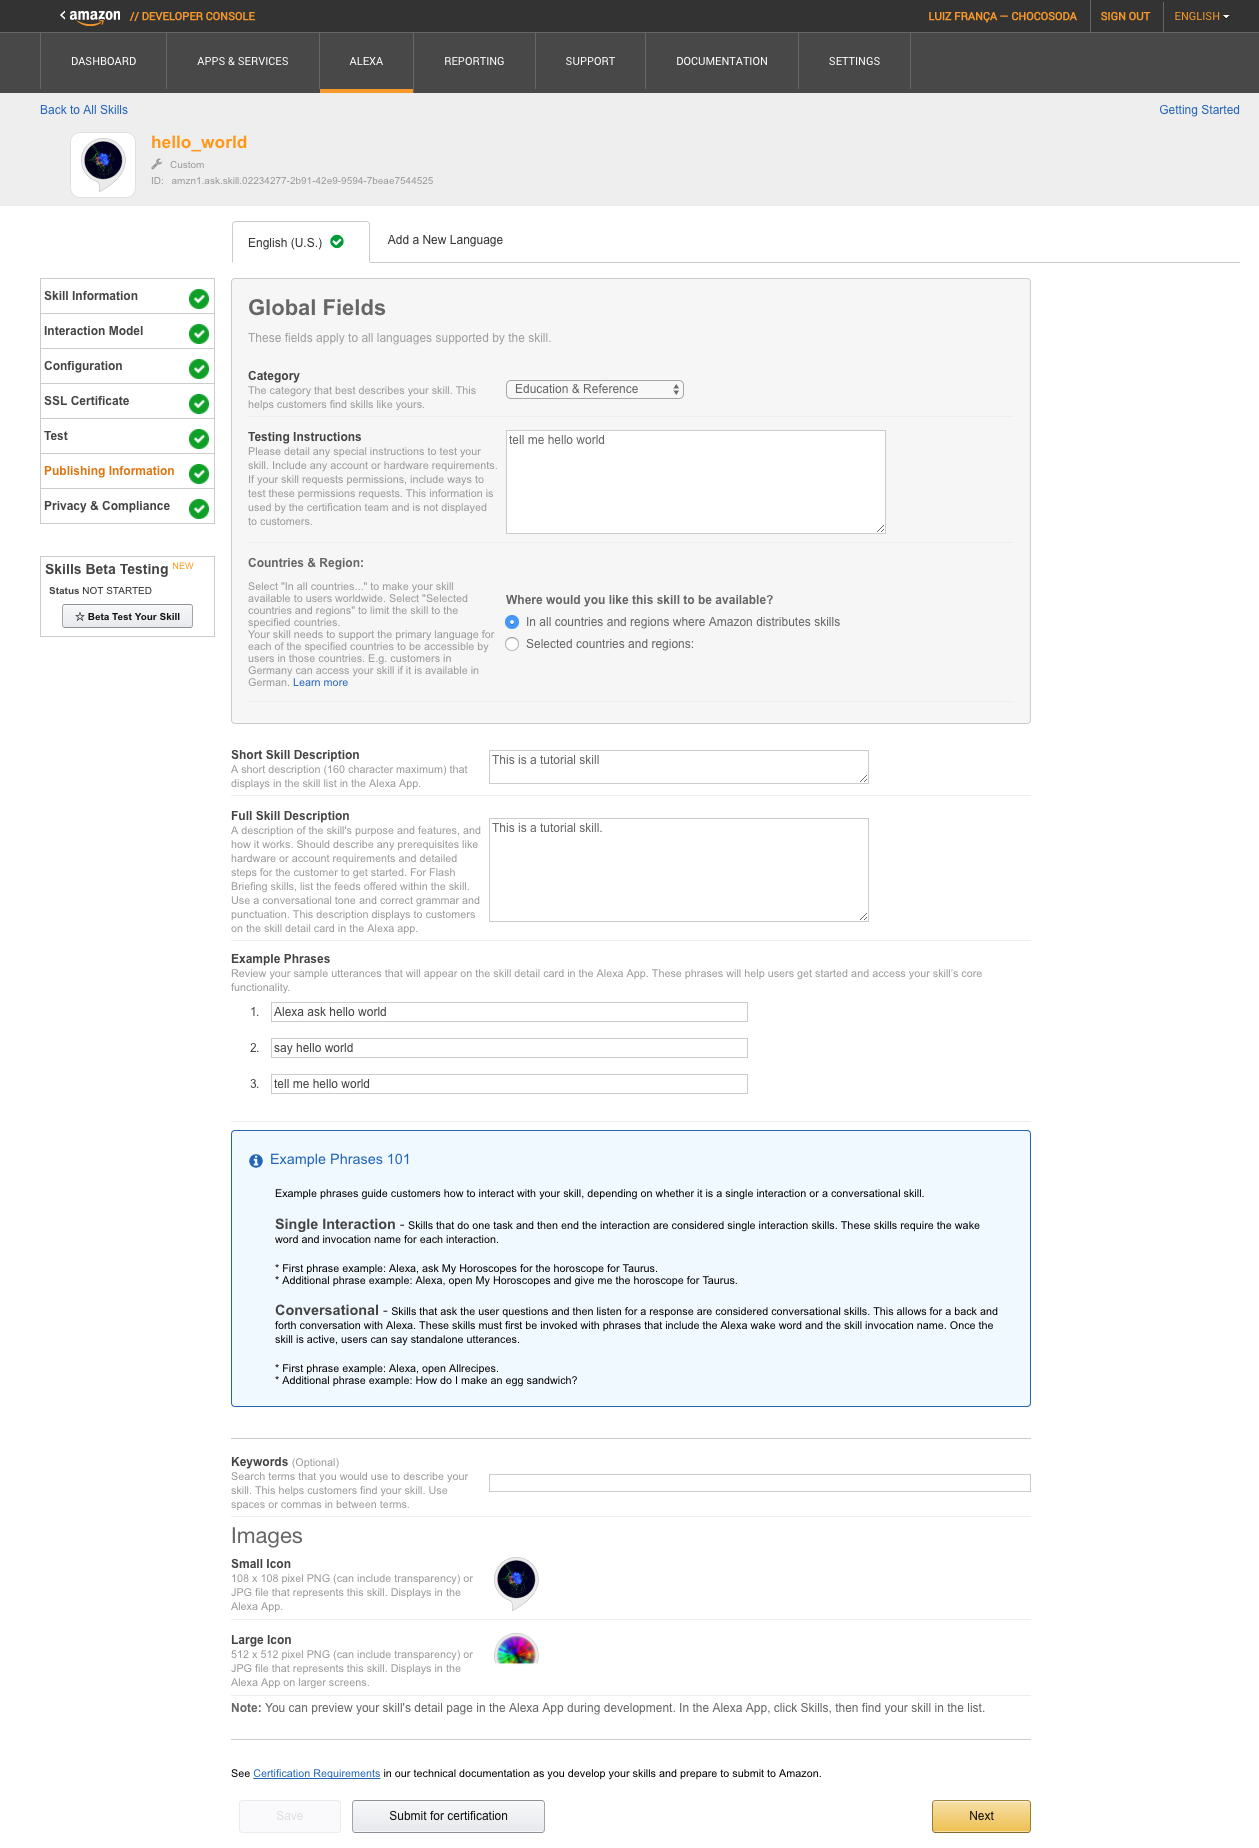 < amazon // DEVELOPER CONSOLE
LUIZ FRANÇA — CHOCOSODA
SIGN OUT
ENGLISH
DASHBOARD
APPS & SERVICES
ALEXA
REPORTING
SUPPORT
DOCUMENTATION
SETTINGS
Back to All Skills
Getting Started
hello_world
Custom
ID: amzn1.ask.skill.02234277-2b91-42e9-9594-7beae7544525
English (U.S.)
Add a New Language
Skill Information
Interaction Model
Configuration
SSL Certificate
Test
Publishing Information
Privacy & Compliance
Skills Beta Testing NEW
Status NOT STARTED
☆ Beta Test Your Skill
Global Fields
These fields apply to all languages supported by the skill.
Category
The category that best describes your skill. This
helps customers find skills like yours.
Education & Reference
Testing Instructions
Please detail any special instructions to test your
skill. Include any account or hardware requirements.
If your skill requests permissions, include ways to
test these permissions requests. This information is
used by the certification team and is not displayed
to customers.
tell me hello world
Countries & Region:
Select "In all countries..." to make your skill
available to users worldwide. Select "Selected
countries and regions" to limit the skill to the
specified countries.
Your skill needs to support the primary language for
each of the specified countries to be accessible by
users in those countries. E.g. customers in
Germany can access your skill if it is available in
German. Learn more
Where would you like this skill to be available?
In all countries and regions where Amazon distributes skills
Selected countries and regions:
Short Skill Description
A short description (160 character maximum) that
displays in the skill list in the Alexa App.
This is a tutorial skill
Full Skill Description
A description of the skill's purpose and features, and
how it works. Should describe any prerequisites like
hardware or account requirements and detailed
steps for the customer to get started. For Flash
Briefing skills, list the feeds offered within the skill.
Use a conversational tone and correct grammar and
punctuation. This description displays to customers
on the skill detail card in the Alexa app.
This is a tutorial skill.
Example Phrases
Review your sample utterances that will appear on the skill detail card in the Alexa App. These phrases will help users get started and access your skill's core
functionality.
1. Alexa ask hello world
2. say hello world
3. tell me hello world
Example Phrases 101
Example phrases guide customers how to interact with your skill, depending on whether it is a single interaction or a conversational skill.
Single Interaction - Skills that do one task and then end the interaction are considered single interaction skills. These skills require the wake
word and invocation name for each interaction.
* First phrase example: Alexa, ask My Horoscopes for the horoscope for Taurus.
* Additional phrase example: Alexa, open My Horoscopes and give me the horoscope for Taurus.
Conversational - Skills that ask the user questions and then listen for a response are considered conversational skills. This allows for a back and
forth conversation with Alexa. These skills must first be invoked with phrases that include the Alexa wake word and the skill invocation name. Once the
skill is active, users can say standalone utterances.
* First phrase example: Alexa, open Allrecipes.
* Additional phrase example: How do I make an egg sandwich?
Keywords (Optional)
Search terms that you would use to describe your
skill. This helps customers find your skill. Use
spaces or commas in between terms.
Images
Small Icon
108 x 108 pixel PNG (can include transparency) or
JPG file that represents this skill. Displays in the
Alexa App.
Large Icon
512 x 512 pixel PNG (can include transparency) or
JPG file that represents this skill. Displays in the
Alexa App on larger screens.
Note: You can preview your skill's detail page in the Alexa App during development. In the Alexa App, click Skills, then find your skill in the list.
See Certification Requirements in our technical documentation as you develop your skills and prepare to submit to Amazon.
Save
Submit for certification
Next